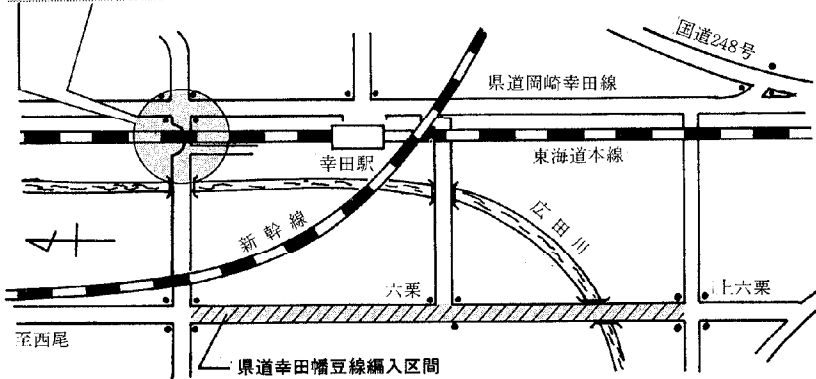 国道248号
県道岡崎幸田線
幸田駅
東海道本線
新幹線
広田川
六栗
上六栗
至西尾
県道幸田幡豆線編入区間